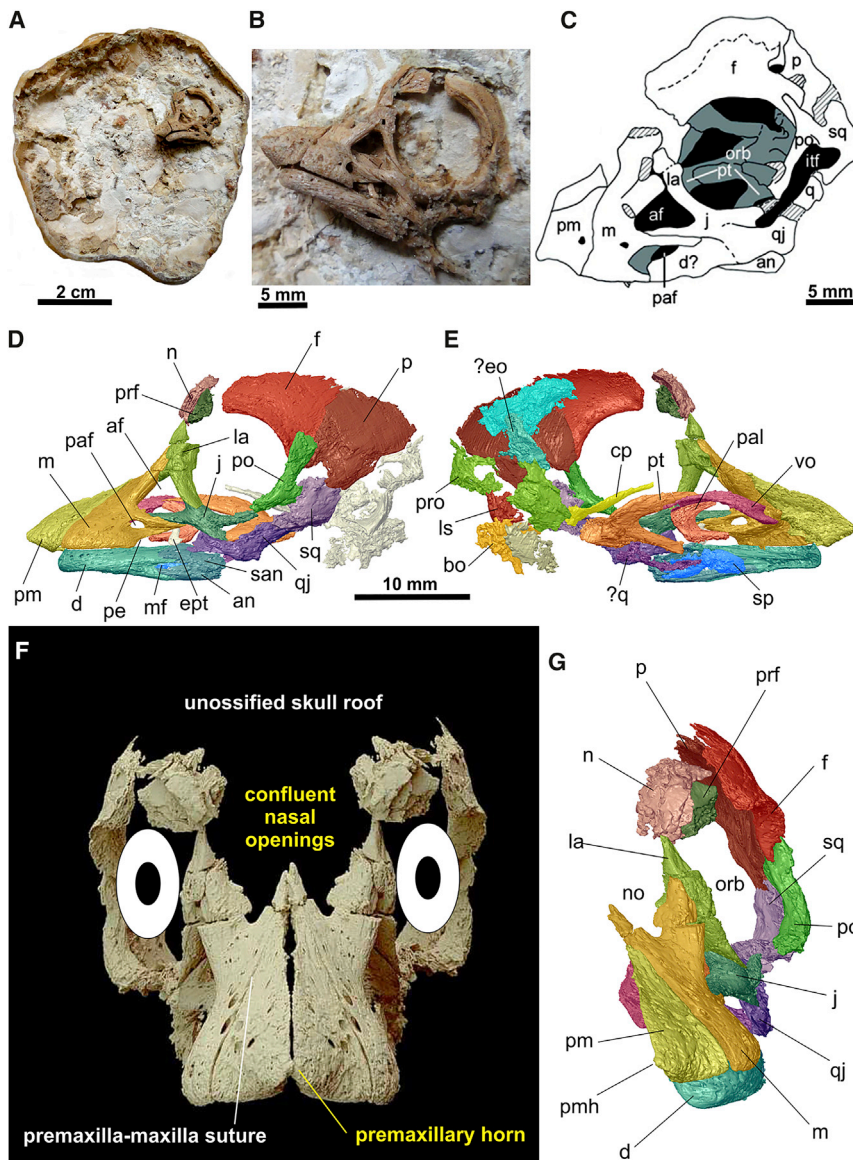 A
2 cm
B
5 mm
C
f
p
po
sq
itf
orb
pt
la
q
af
j
pm
m
qj
d?
an
paf
5 mm
D
n
f
p
prf
paf
af
la
j
po
m
sq
pm
d
mf
pe
ept
an
san
qj
10 mm
E
?eo
cp
pt
pal
vo
pro
ls
bo
?q
sp
F
unossified skull roof
confluent
nasal
openings
premaxilla-maxilla suture
premaxillary horn
G
p
prf
n
f
la
sq
no
orb
po
j
pm
qj
pmh
m
d